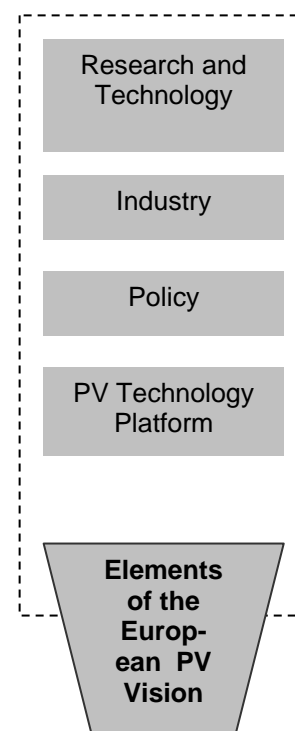 Research and
Technology
Industry
Policy
PV Technology
Platform
Elements
of the
Europ-
ean PV
Vision